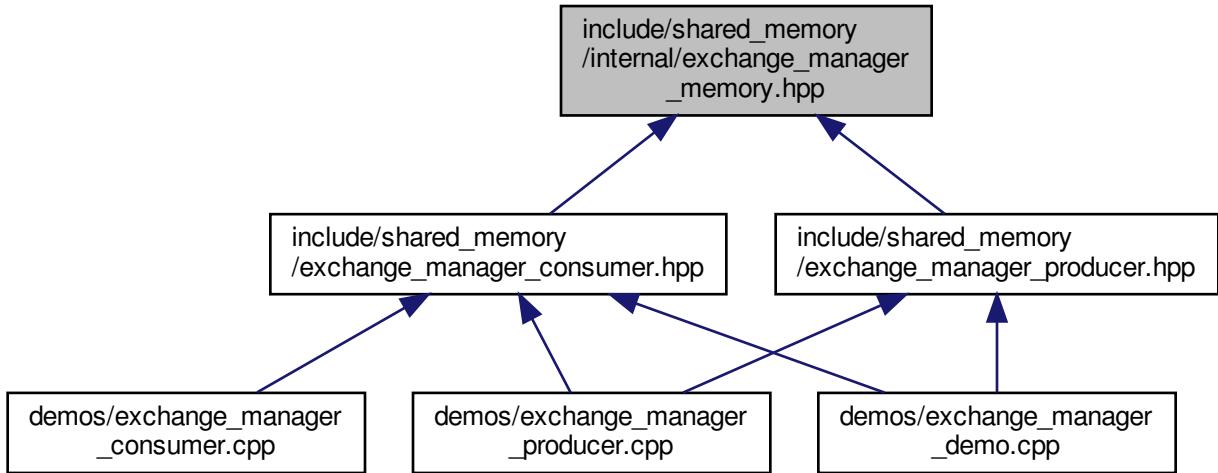 include/shared_memory
/internal/exchange_manager
_memory.hpp
include/shared_memory
/exchange_manager_consumer.hpp
include/shared_memory
/exchange_manager_producer.hpp
demos/exchange_manager
_consumer.cpp
demos/exchange_manager
_producer.cpp
demos/exchange_manager
_demo.cpp